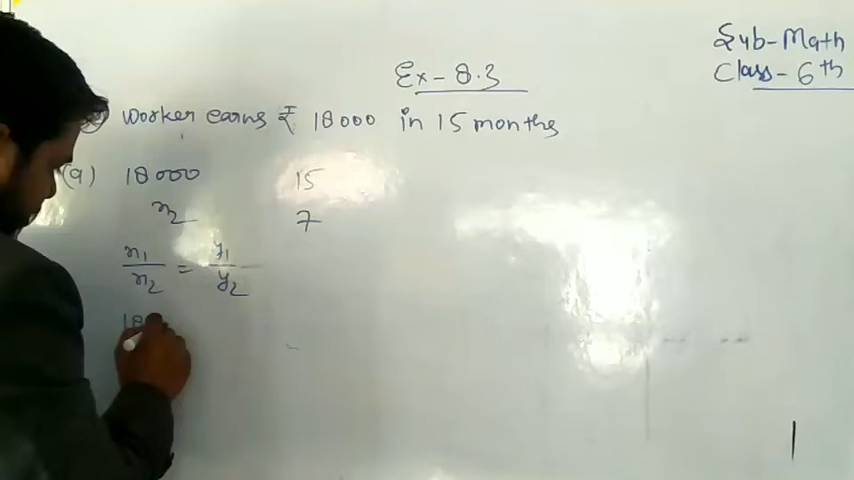 Sub-Math
Class-6th
Ex-8.3
Worker earns ₹ 18000 in 15 months
(a) 18000 15
x2 7
x1/x2 = y1/y2
18